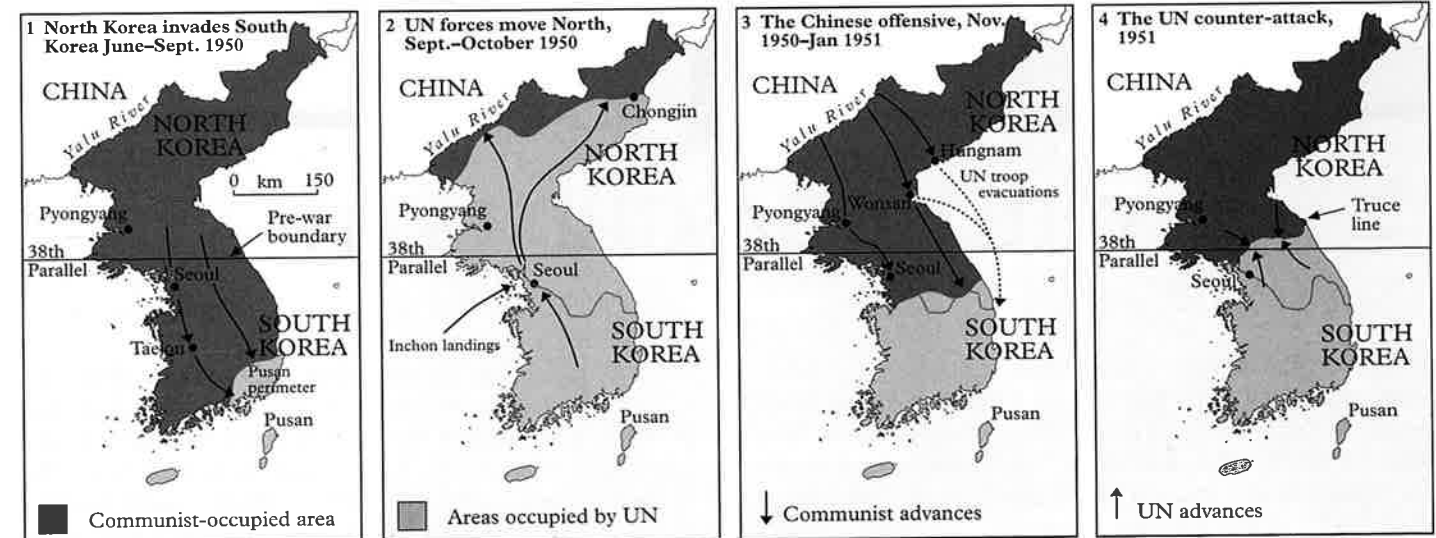 1 North Korea invades South
Korea June–Sept. 1950
CHINA
Yalu River
NORTH
KOREA
0 km 150
Pyongyang
Pre-war
boundary
38th
Parallel
Seoul
SOUTH
KOREA
Taejon
Pusan
perimeter
Pusan
Communist-occupied area
2 UN forces move North,
Sept.–October 1950
CHINA
Yalu River
Chongjin
NORTH
KOREA
Pyongyang
38th
Parallel
Seoul
Inchon landings
SOUTH
KOREA
Pusan
Areas occupied by UN
3 The Chinese offensive, Nov.
1950–Jan 1951
CHINA
Yalu River
NORTH
KOREA
Hungnam
UN troop
evacuations
Wonsan
Pyongyang
38th
Parallel
Seoul
SOUTH
KOREA
Pusan
Communist advances
4 The UN counter-attack,
1951
CHINA
Yalu River
NORTH
KOREA
Pyongyang
Truce
line
38th
Parallel
Seoul
SOUTH
KOREA
Pusan
UN advances